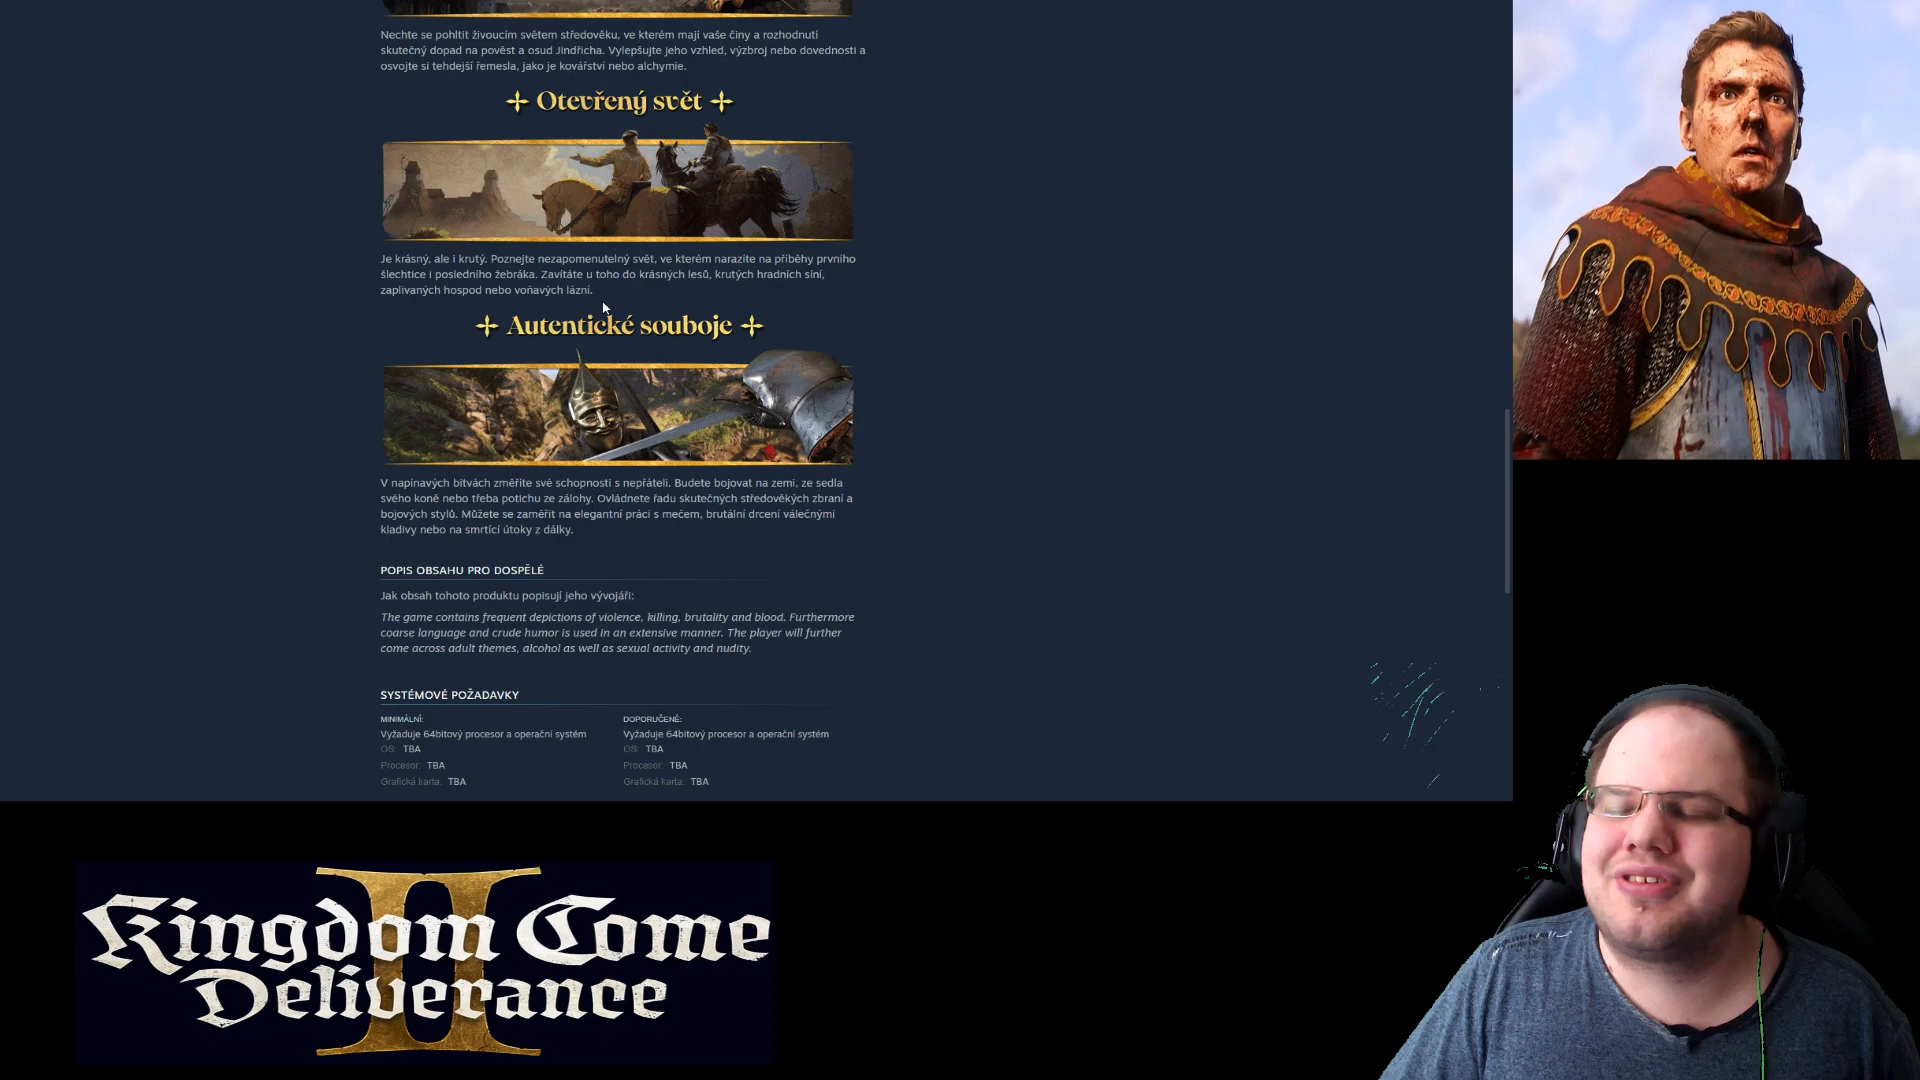 Nechte se pohltit živoucím světem středověku, ve kterém mají vaše činy a rozhodnutí
skutečný dopad na pověst a osud Jindřicha. Vylepšujte jeho vzhled, výzbroj nebo dovednosti a
osvojte si tehdejší řemesla, jako je kovářství nebo alchymie.
Otevřený svět
Je krásný, ale i krutý. Poznejte nezapomenutelný svět, ve kterém narazíte na příběhy prvního
šlechtice i posledního žebráka. Zavítáte u toho do krásných lesů, krutých hradních síní,
zaplivaných hospod nebo voňavých lázní.
Autentické souboje
V napínavých bitvách změříte své schopnosti s nepřáteli. Budete bojovat na zemi, ze sedla
svého koně nebo třeba potichu ze zálohy. Ovládnete řadu skutečných středověkých zbraní a
bojových stylů. Můžete se zaměřit na elegantní práci s mečem, brutální drcení válečnými
kladivy nebo na smrtící útoky z dálky.
POPIS OBSAHU PRO DOSPĚLÉ
Jak obsah tohoto produktu popisují jeho vývojáři:
The game contains frequent depictions of violence, killing, brutality and blood. Furthermore
coarse language and crude humor is used in an extensive manner. The player will further
come across adult themes, alcohol as well as sexual activity and nudity.
SYSTÉMOVÉ POŽADAVKY
MINIMÁLNÍ:
Vyžaduje 64bitový procesor a operační systém
OS: TBA
Procesor: TBA
Grafická karta: TBA
DOPORUČENÉ:
Vyžaduje 64bitový procesor a operační systém
OS: TBA
Procesor: TBA
Grafická karta: TBA
Kingdom Come
Deliverance
II